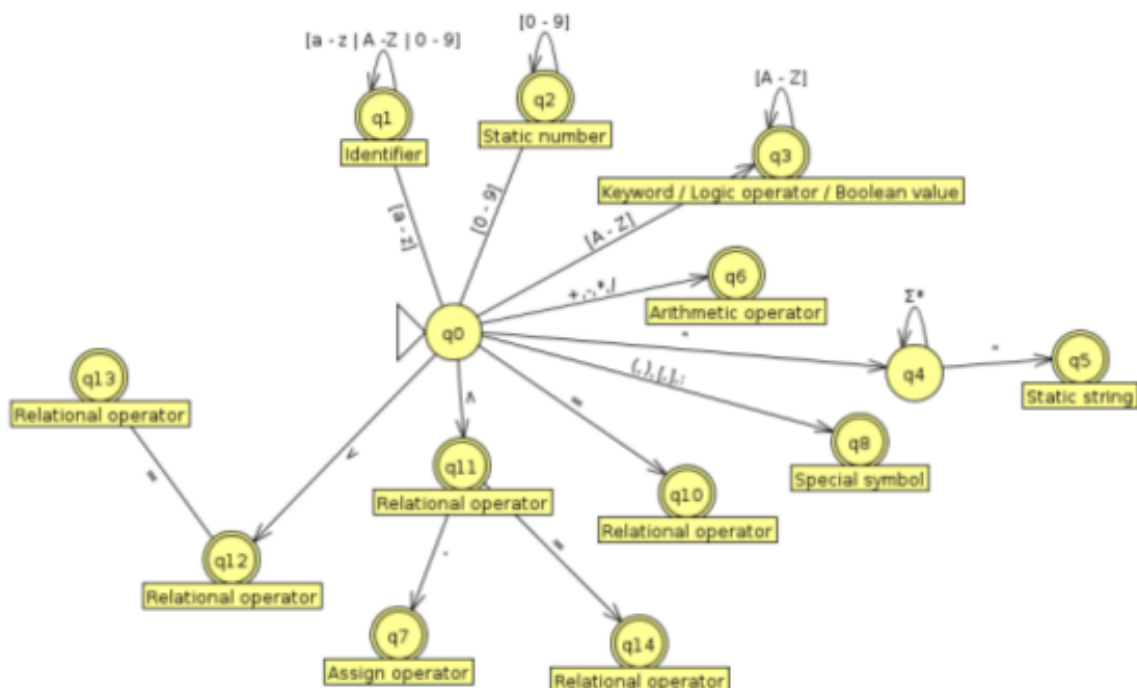 [a - z | A -Z | 0 - 9]
[0 - 9]
[A - Z]
q1
q2
q3
Identifier
Static number
Keyword / Logic operator / Boolean value
[a - z]
[0 - 9]
[A - Z]
+,-,*,/
q6
Arithmetic operator
Σ*
q0
"
q4
"
q5
Static string
(,),[,],:
q8
Special symbol
q13
Relational operator
=
<
q11
Relational operator
=
q10
Relational operator
q12
Relational operator
-
=
q7
Assign operator
q14
Relational operator